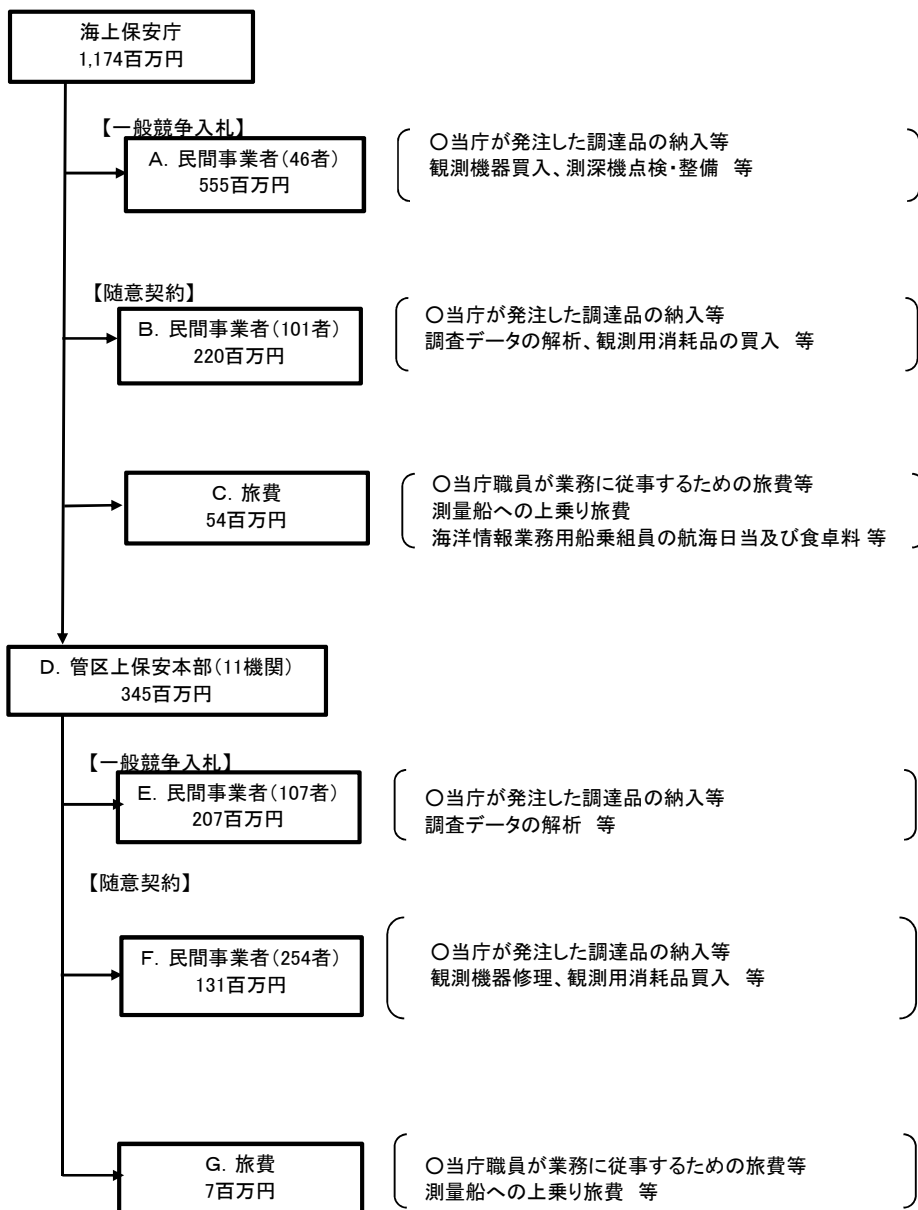 海上保安庁
1,174百万円
【一般競争入札】
A. 民間事業者(46者)
555百万円
○当庁が発注した調達品の納入等
観測機器買入、測深機点検・整備 等
【随意契約】
B. 民間事業者(101者)
220百万円
○当庁が発注した調達品の納入等
調査データの解析、観測用消耗品の買入 等
C. 旅費
54百万円
○当庁職員が業務に従事するための旅費等
測量船への上乗り旅費
海洋情報業務用船乗組員の航海日当及び食卓料 等
D. 管区上保安本部(11機関)
345百万円
【一般競争入札】
E. 民間事業者(107者)
207百万円
○当庁が発注した調達品の納入等
調査データの解析 等
【随意契約】
F. 民間事業者(254者)
131百万円
○当庁が発注した調達品の納入等
観測機器修理、観測用消耗品買入 等
G. 旅費
7百万円
○当庁職員が業務に従事するための旅費等
測量船への上乗り旅費 等